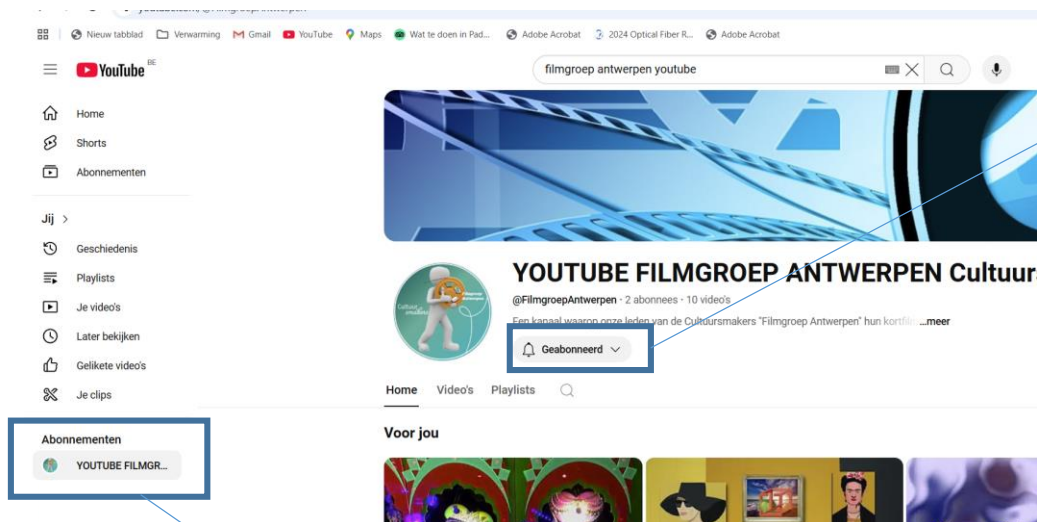 Nieuw tabblad Verwarming Gmail YouTube Maps Wat te doen in Pad... Adobe Acrobat 2024 Optical Fiber R... Adobe Acrobat
YouTube BE
filmgroep antwerpen youtube
Home
Shorts
Abonnementen
Jij >
Geschiedenis
Playlists
Je video's
Later bekijken
Gelikete video's
Je clips
Abonnementen
YOUTUBE FILMGR...
YOUTUBE FILMGROEP ANTWERPEN Cultuur
@FilmgroepAntwerpen · 2 abonnees · 10 video's
Een kanaal waarop onze leden van de Cultuursmakers "Filmgroep Antwerpen" hun kortfilm ...meer
Geabonneerd
Home Video's Playlists
Voor jou